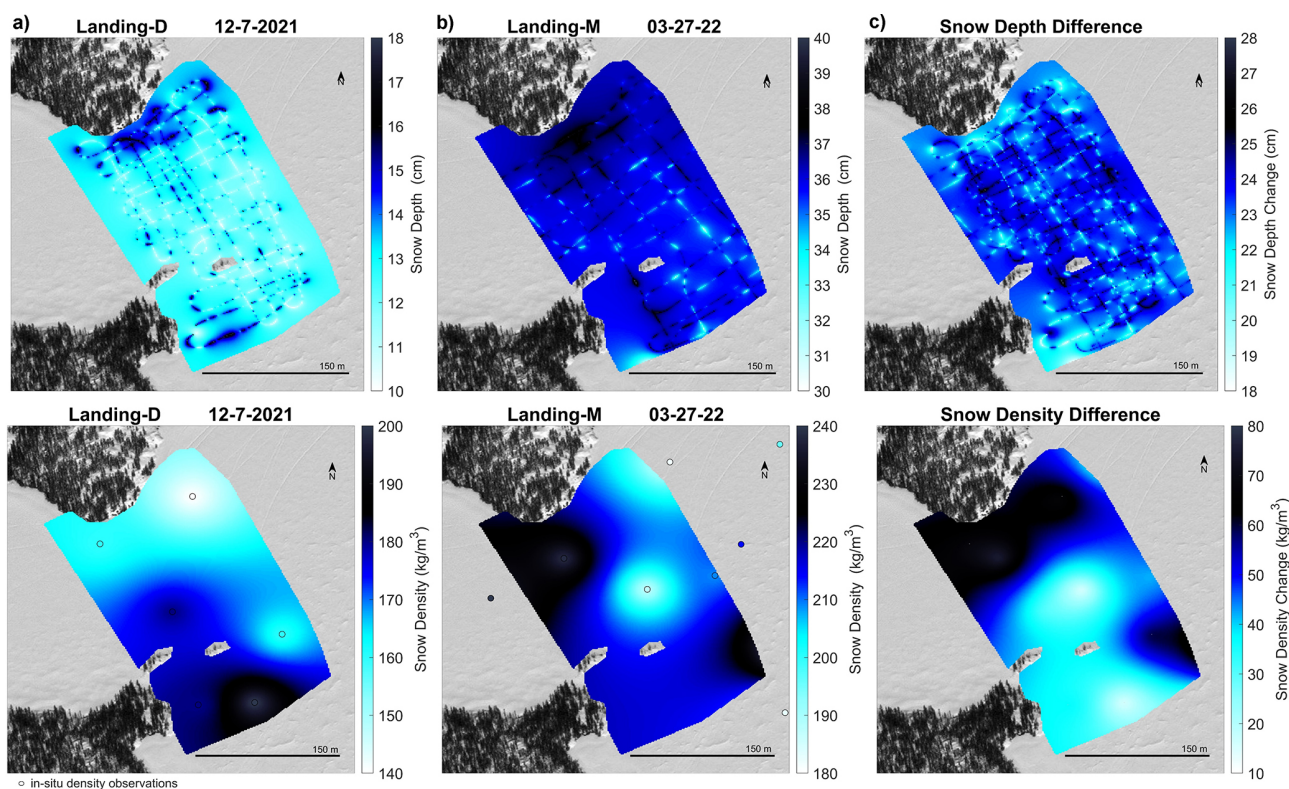 a) Landing-D 12-7-2021
18
17
16
15
14
13
12
11
10
Snow Depth (cm)
N
150 m
b) Landing-M 03-27-22
40
39
38
37
36
35
34
33
32
31
30
Snow Depth (cm)
N
150 m
c) Snow Depth Difference
28
27
26
25
24
23
22
21
20
19
18
Snow Depth Change (cm)
N
150 m
Landing-D 12-7-2021
200
190
180
170
160
150
140
Snow Density (kg/m³)
N
150 m
Landing-M 03-27-22
240
230
220
210
200
190
180
Snow Density (kg/m³)
N
150 m
Snow Density Difference
80
70
60
50
40
30
20
10
Snow Density Change (kg/m³)
N
150 m
in-situ density observations